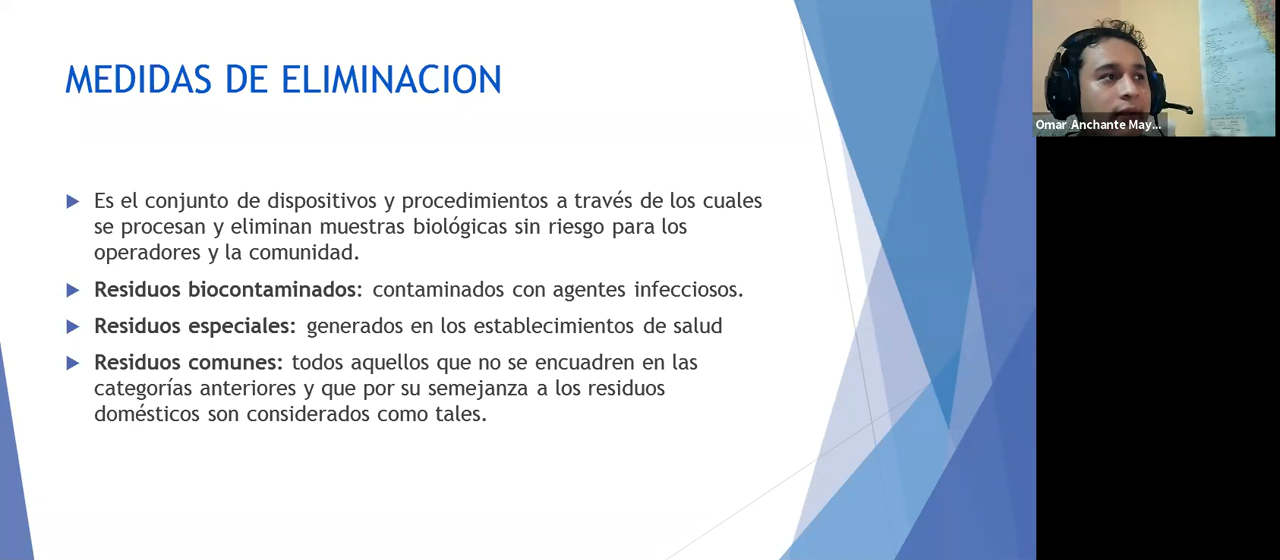 MEDIDAS DE ELIMINACION
Es el conjunto de dispositivos y procedimientos a través de los cuales
se procesan y eliminan muestras biológicas sin riesgo para los
operadores y la comunidad.
Residuos biocontaminados: contaminados con agentes infecciosos.
Residuos especiales: generados en los establecimientos de salud
Residuos comunes: todos aquellos que no se encuadren en las
categorías anteriores y que por su semejanza a los residuos
domésticos son considerados como tales.
Omar Anchante May...